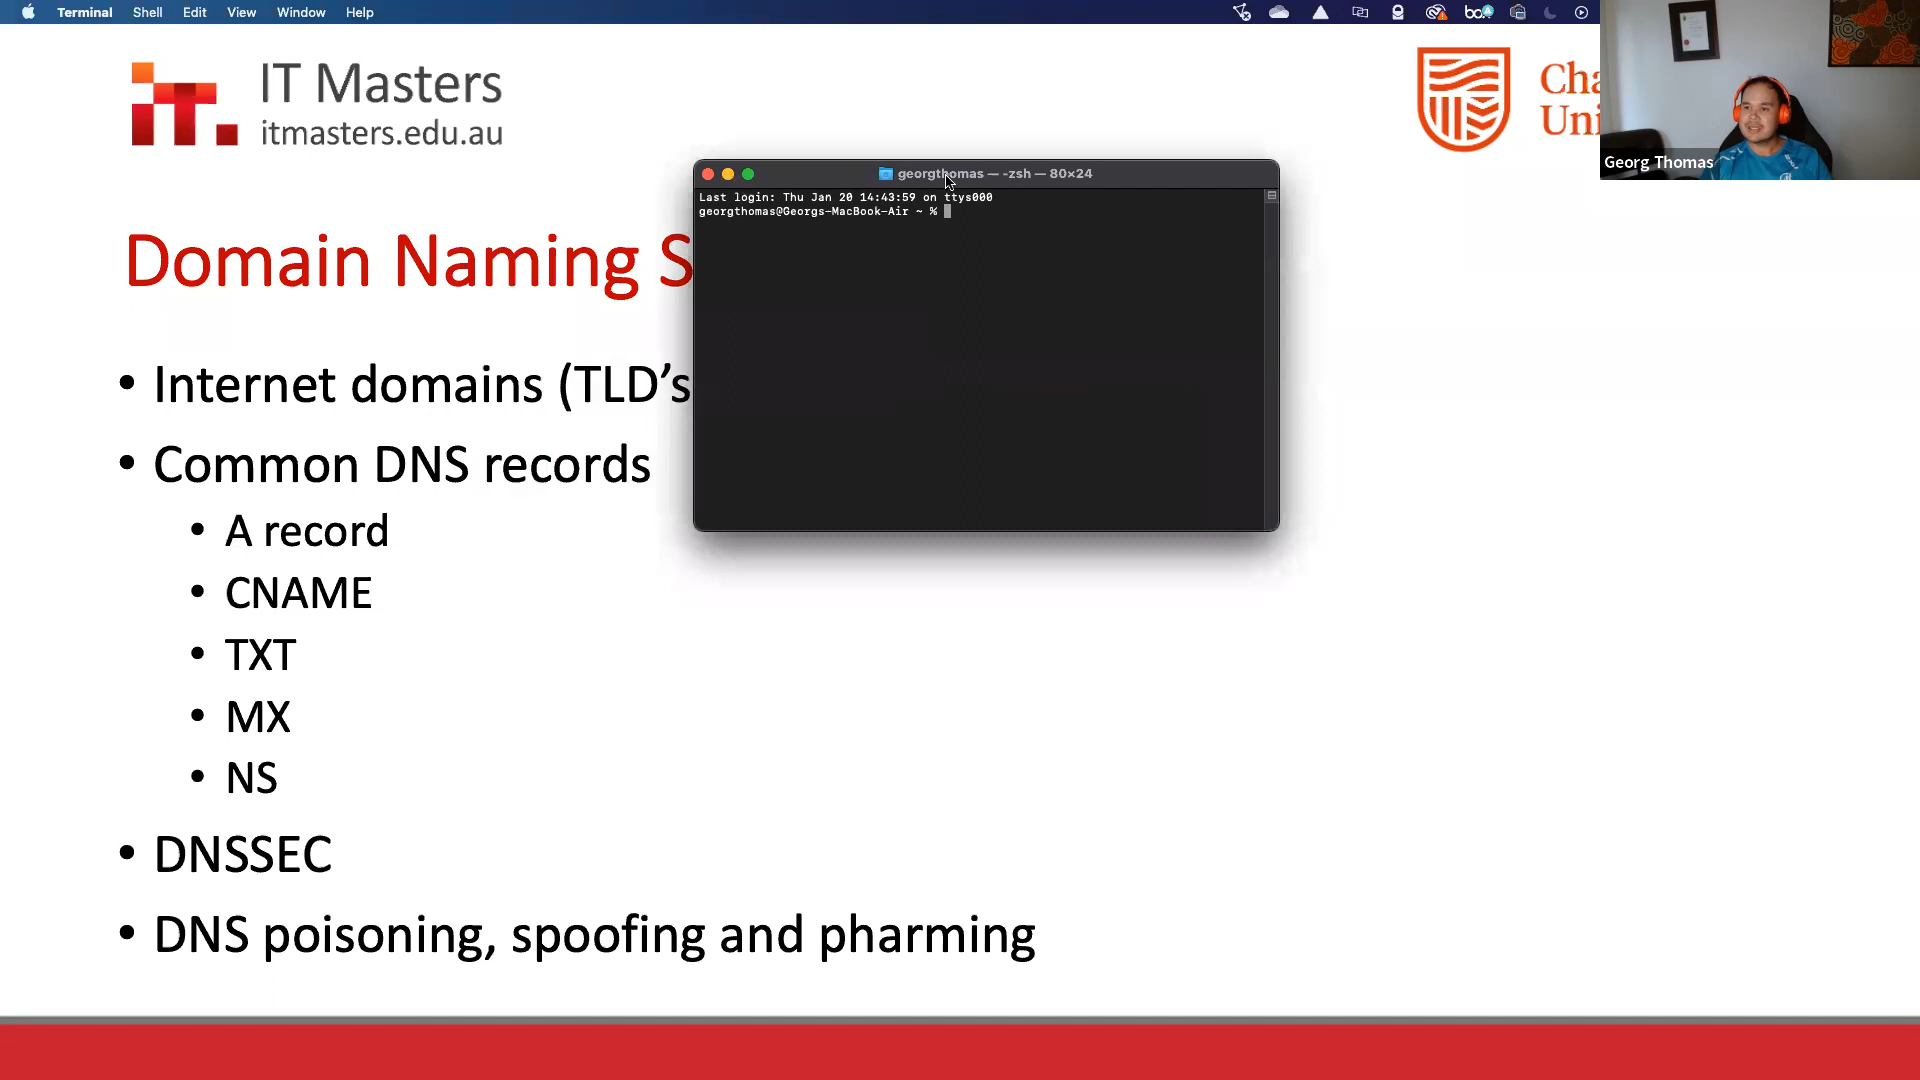 Terminal Shell Edit View Window Help
IT Masters
itmasters.edu.au
Georg Thomas
georgthomas — -zsh — 80×24
Last login: Thu Jan 20 14:43:59 on ttys000
georgthomas@Georgs-MacBook-Air ~ %
Domain Naming S
• Internet domains (TLD’s
• Common DNS records
• A record
• CNAME
• TXT
• MX
• NS
• DNSSEC
• DNS poisoning, spoofing and pharming